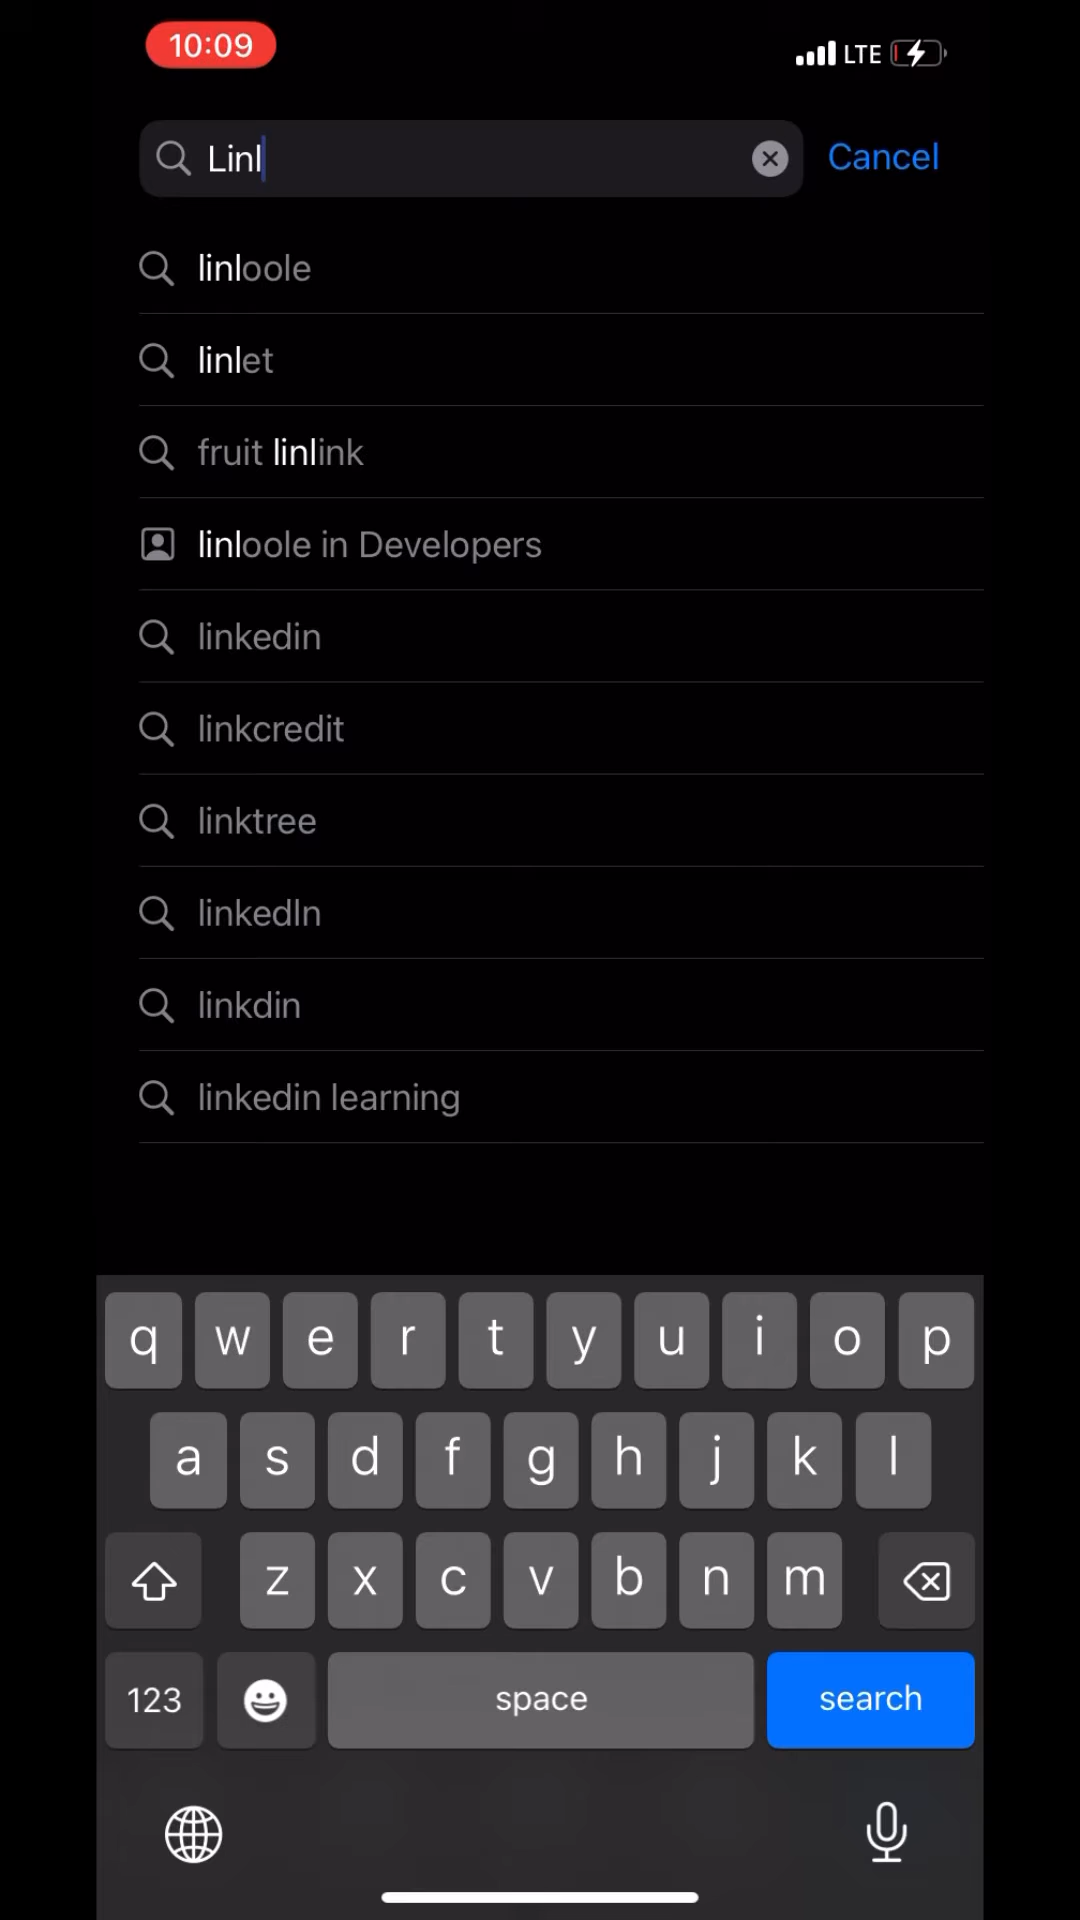 10:09
LTE
Linl
Cancel
linloole
linlet
fruit linlink
linloole in Developers
linkedin
linkcredit
linktree
linkedIn
linkdin
linkedin learning
q w e r t y u i o p
a s d f g h j k l
z x c v b n m
123 space search